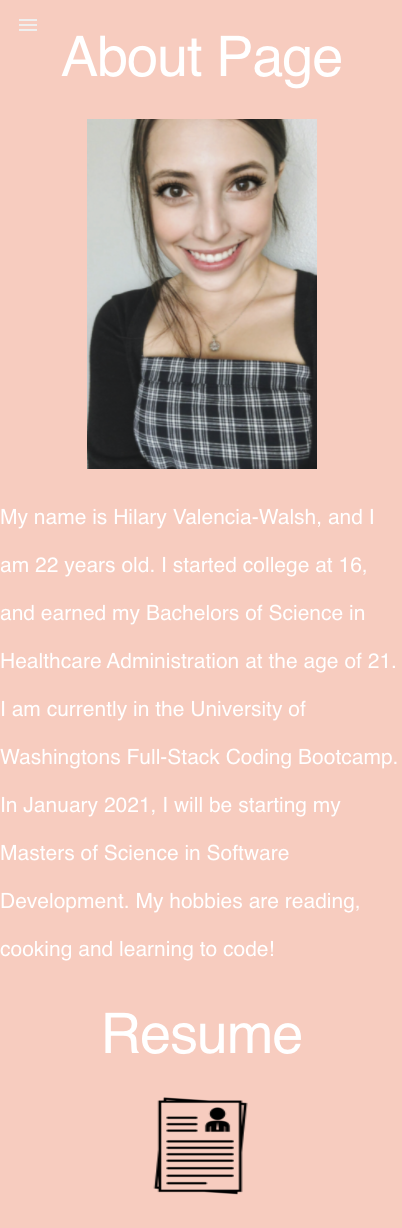 About Page
My name is Hilary Valencia-Walsh, and I
am 22 years old. I started college at 16,
and earned my Bachelors of Science in
Healthcare Administration at the age of 21.
I am currently in the University of
Washingtons Full-Stack Coding Bootcamp.
In January 2021, I will be starting my
Masters of Science in Software
Development. My hobbies are reading,
cooking and learning to code!
Resume